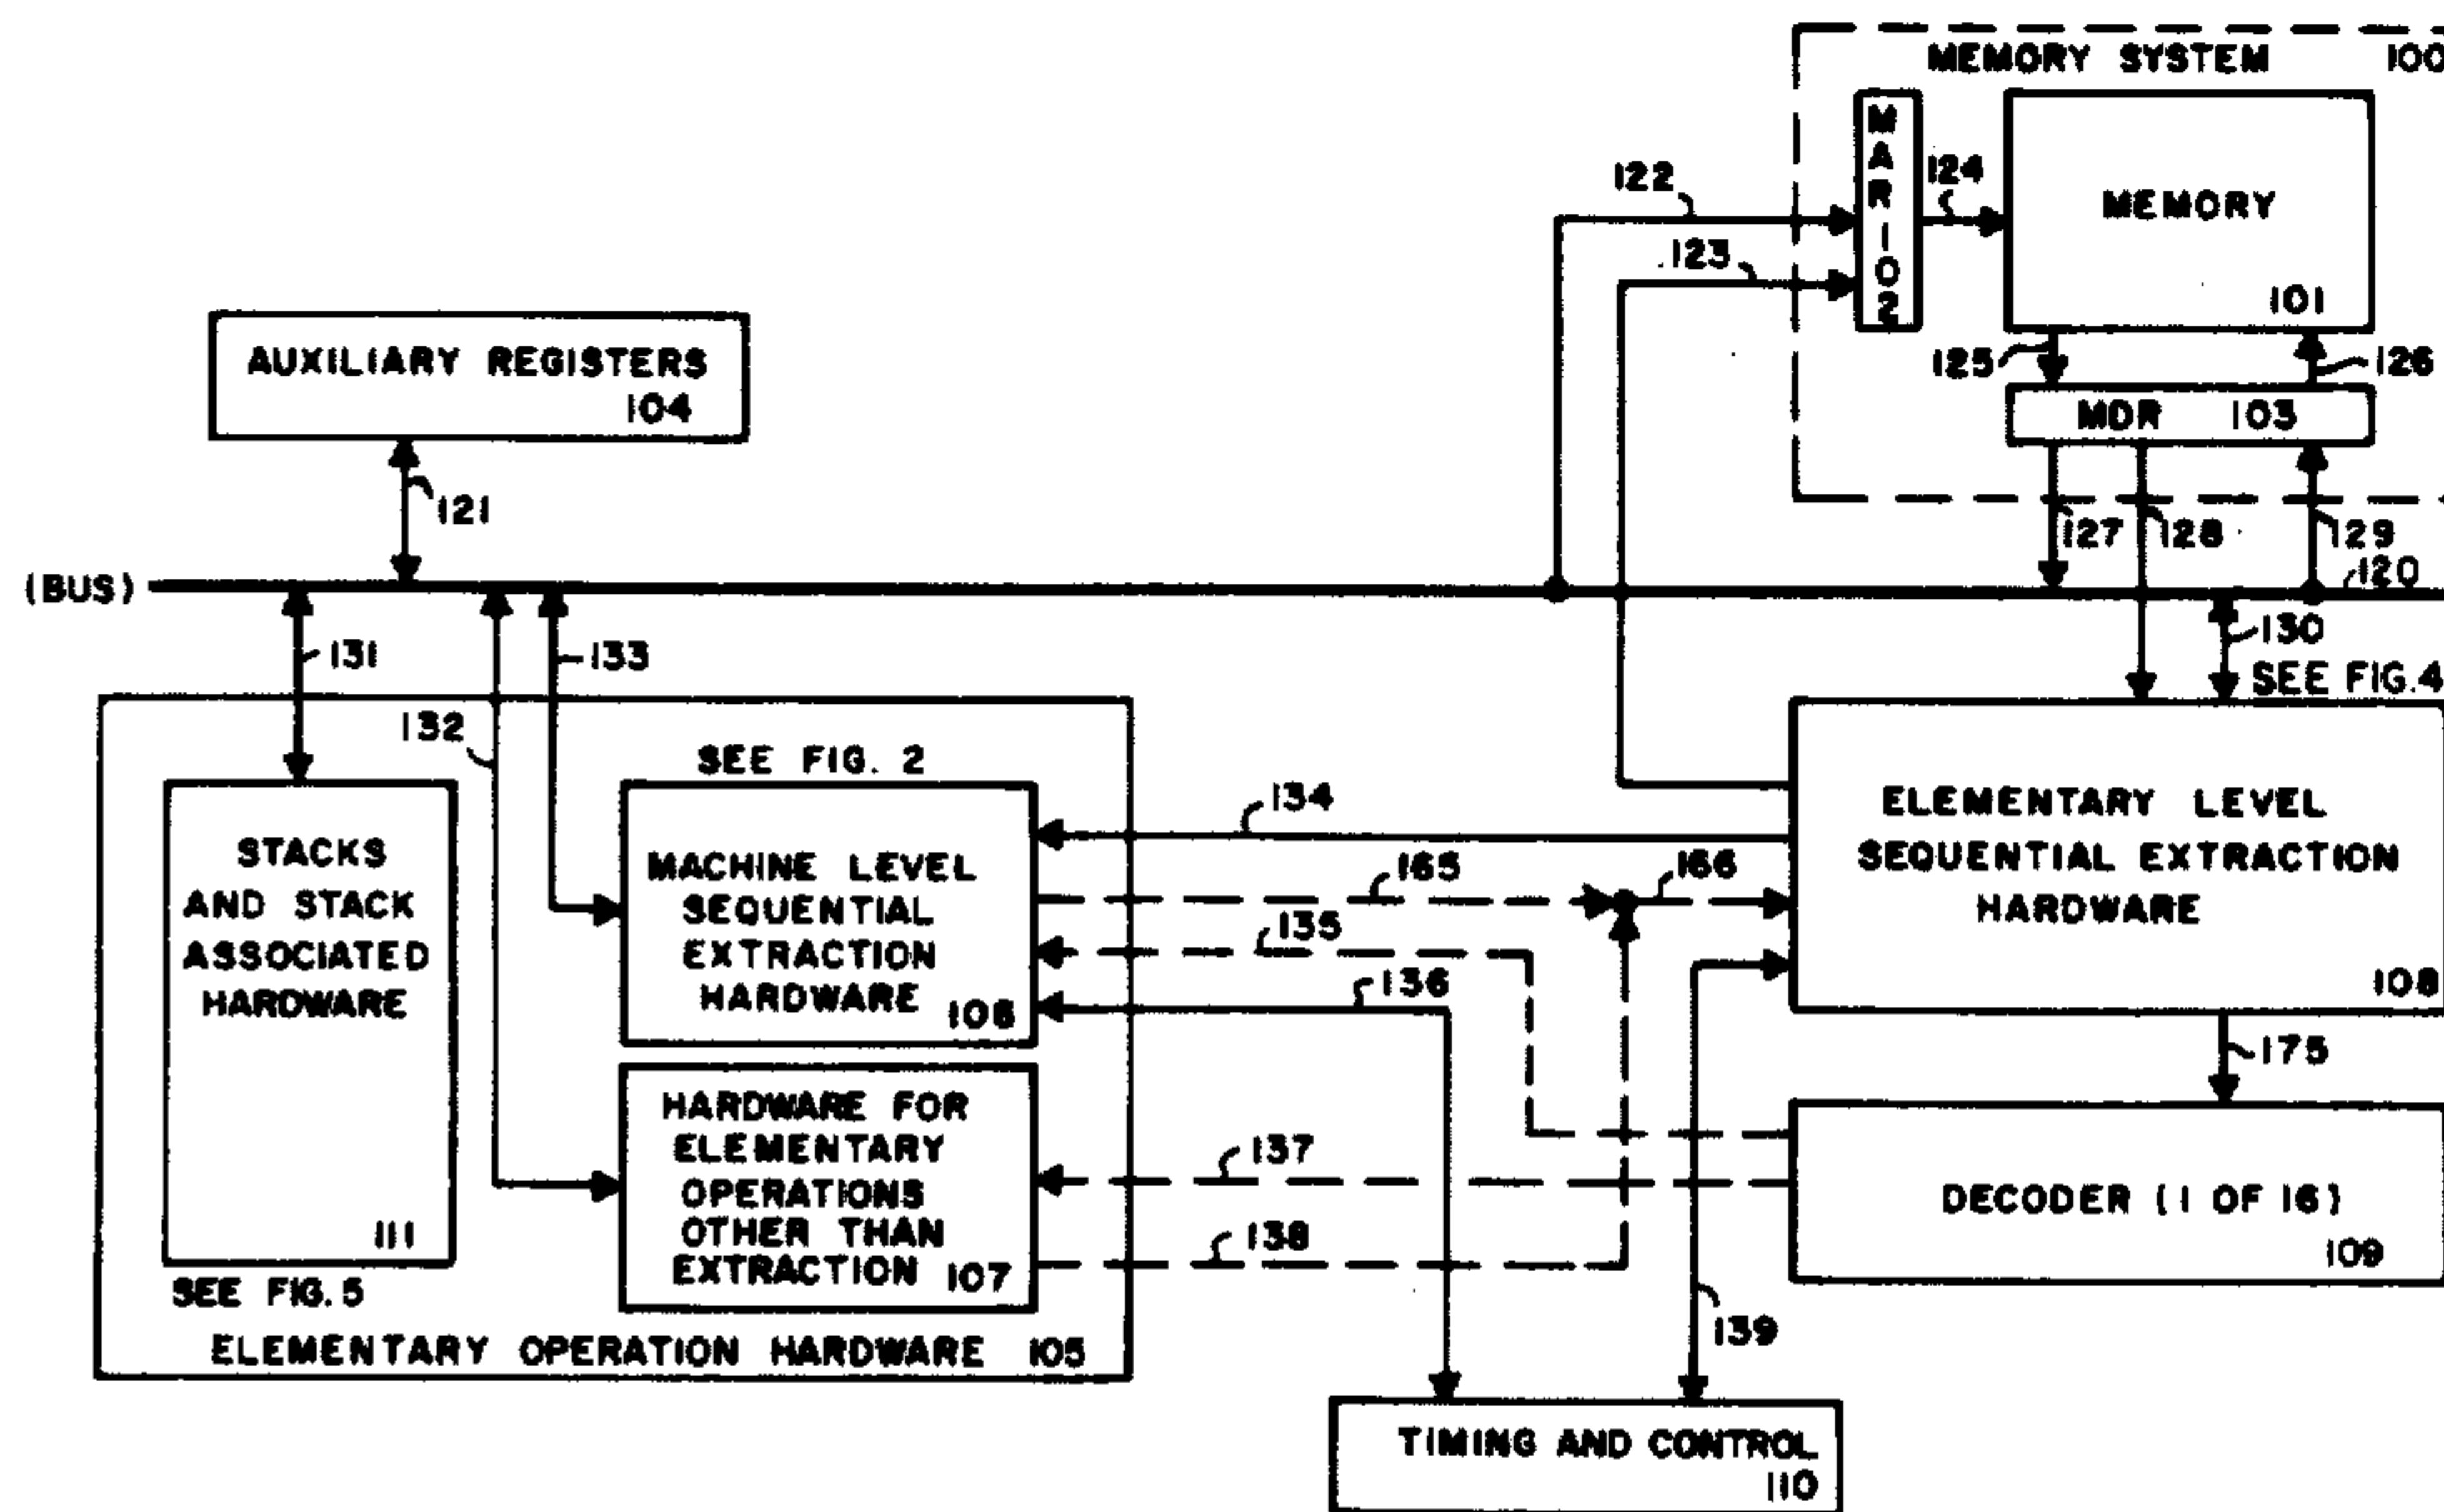 MEMORY SYSTEM 100
MAR 102
124
MEMORY
101
122
123
125
126
MDR 103
AUXILIARY REGISTERS
104
121
127
128
129
(BUS)
120
131
133
130
SEE FIG.4
132
SEE FIG. 2
STACKS
AND STACK
ASSOCIATED
HARDWARE
111
SEE FIG. 5
MACHINE LEVEL
SEQUENTIAL
EXTRACTION
HARDWARE 106
HARDWARE FOR
ELEMENTARY
OPERATIONS
OTHER THAN
EXTRACTION 107
ELEMENTARY OPERATION HARDWARE 105
134
165
166
135
136
137
138
139
ELEMENTARY LEVEL
SEQUENTIAL EXTRACTION
HARDWARE
108
175
DECODER (1 OF 16)
109
TIMING AND CONTROL
110